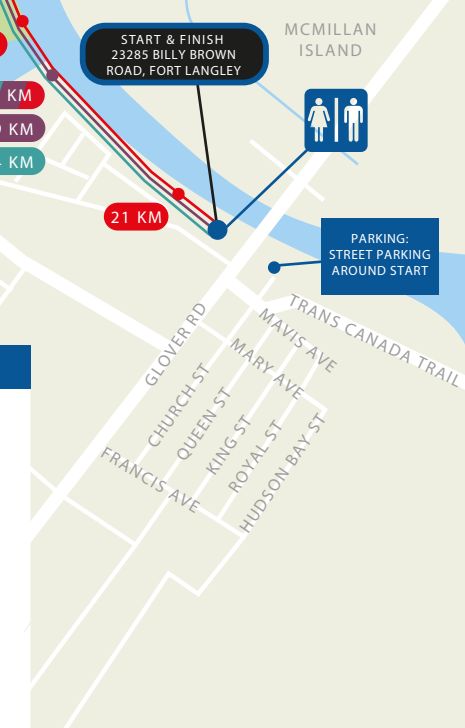 MCMILLAN
ISLAND
START & FINISH
23285 BILLY BROWN
ROAD, FORT LANGLEY
KM
KM
KM
21 KM
PARKING:
STREET PARKING
AROUND START
TRANS CANADA TRAIL
MAVIS AVE
GLOVER RD
MARY AVE
CHURCH ST
QUEEN ST
KING ST
ROYAL ST
HUDSON BAY ST
FRANCIS AVE